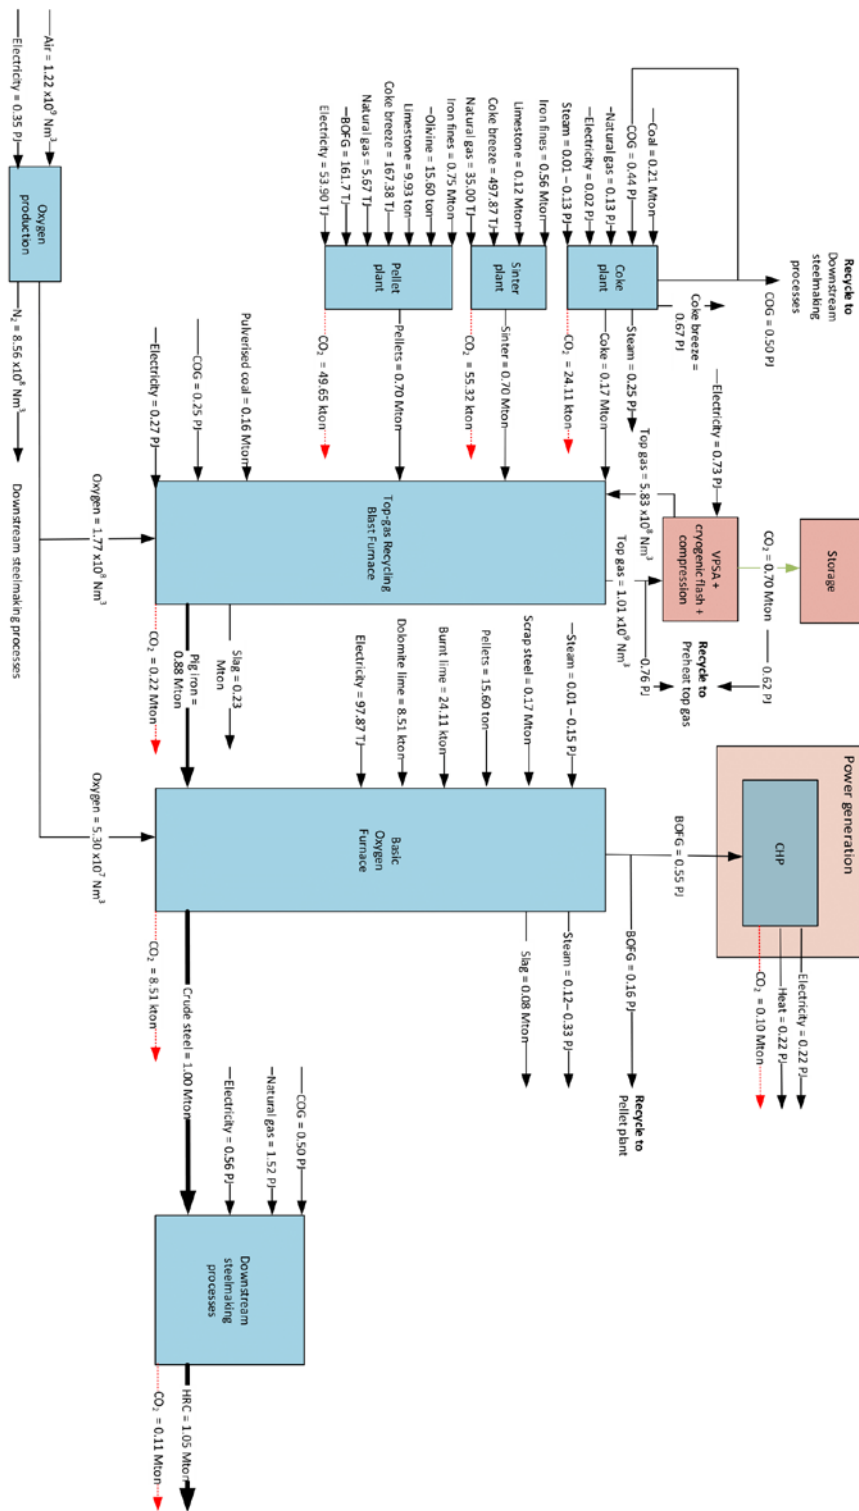 Recycle to
Downstream
steelmaking
processes
COG = 0.50 PJ
Coke breeze =
0.67 PJ
Coal = 0.21 Mton
COG = 0.44 PJ
Natural gas = 0.13 PJ
Electricity = 0.02 PJ
Steam = 0.01 – 0.13 PJ
Coke
plant
Steam = 0.25 PJ
Coke = 0.17 Mton
CO₂ = 24.11 kton
Iron fines = 0.56 Mton
Limestone = 0.12 Mton
Coke breeze = 497.87 TJ
Natural gas = 35.00 TJ
Sinter
plant
Sinter = 0.70 Mton
CO₂ = 55.32 kton
Iron fines = 0.75 Mton
Olivine = 15.60 ton
Limestone = 9.93 ton
Coke breeze = 167.38 TJ
Natural gas = 5.67 TJ
BOFG = 161.7 TJ
Electricity = 53.90 TJ
Pellet
plant
Pellets = 0.70 Mton
CO₂ = 49.65 kton
Air = 1.22 x10⁹ Nm³
Electricity = 0.35 PJ
Oxygen
production
N₂ = 8.56 x10⁸ Nm³
Downstream steelmaking processes
Storage
CO₂ = 0.70 Mton
Electricity = 0.73 PJ
VPSA +
cryogenic flash +
compression
Top gas = 5.83 x10⁸ Nm³
Top gas = 1.01 x10⁹ Nm³
0.62 PJ
0.76 PJ
Recycle to
Preheat top gas
Pulverised coal = 0.16 Mton
COG = 0.25 PJ
Electricity = 0.27 PJ
Oxygen = 1.77 x10⁸ Nm³
Top-gas Recycling
Blast Furnace
Slag = 0.23
Mton
Pig iron =
0.88 Mton
CO₂ = 0.22 Mton
Steam = 0.01 – 0.15 PJ
Scrap steel = 0.17 Mton
Pellets = 15.60 ton
Burnt lime = 24.11 kton
Dolomite lime = 8.51 kton
Electricity = 97.87 TJ
Oxygen = 5.30 x10⁷ Nm³
Basic
Oxygen
Furnace
BOFG = 0.55 PJ
BOFG = 0.16 PJ
Recycle to
Pellet plant
Steam = 0.12– 0.33 PJ
Slag = 0.08 Mton
Crude steel = 1.00 Mton
CO₂ = 8.51 kton
Power generation
CHP
Electricity = 0.22 PJ
Heat = 0.22 PJ
CO₂ = 0.10 Mton
COG = 0.50 PJ
Natural gas = 1.52 PJ
Electricity = 0.56 PJ
Downstream
steelmaking
processes
HRC = 1.05 Mton
CO₂ = 0.11 Mton